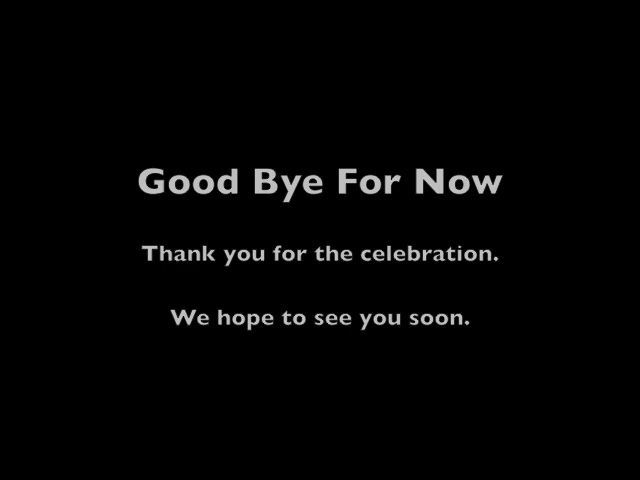 Good Bye For Now
Thank you for the celebration.
We hope to see you soon.